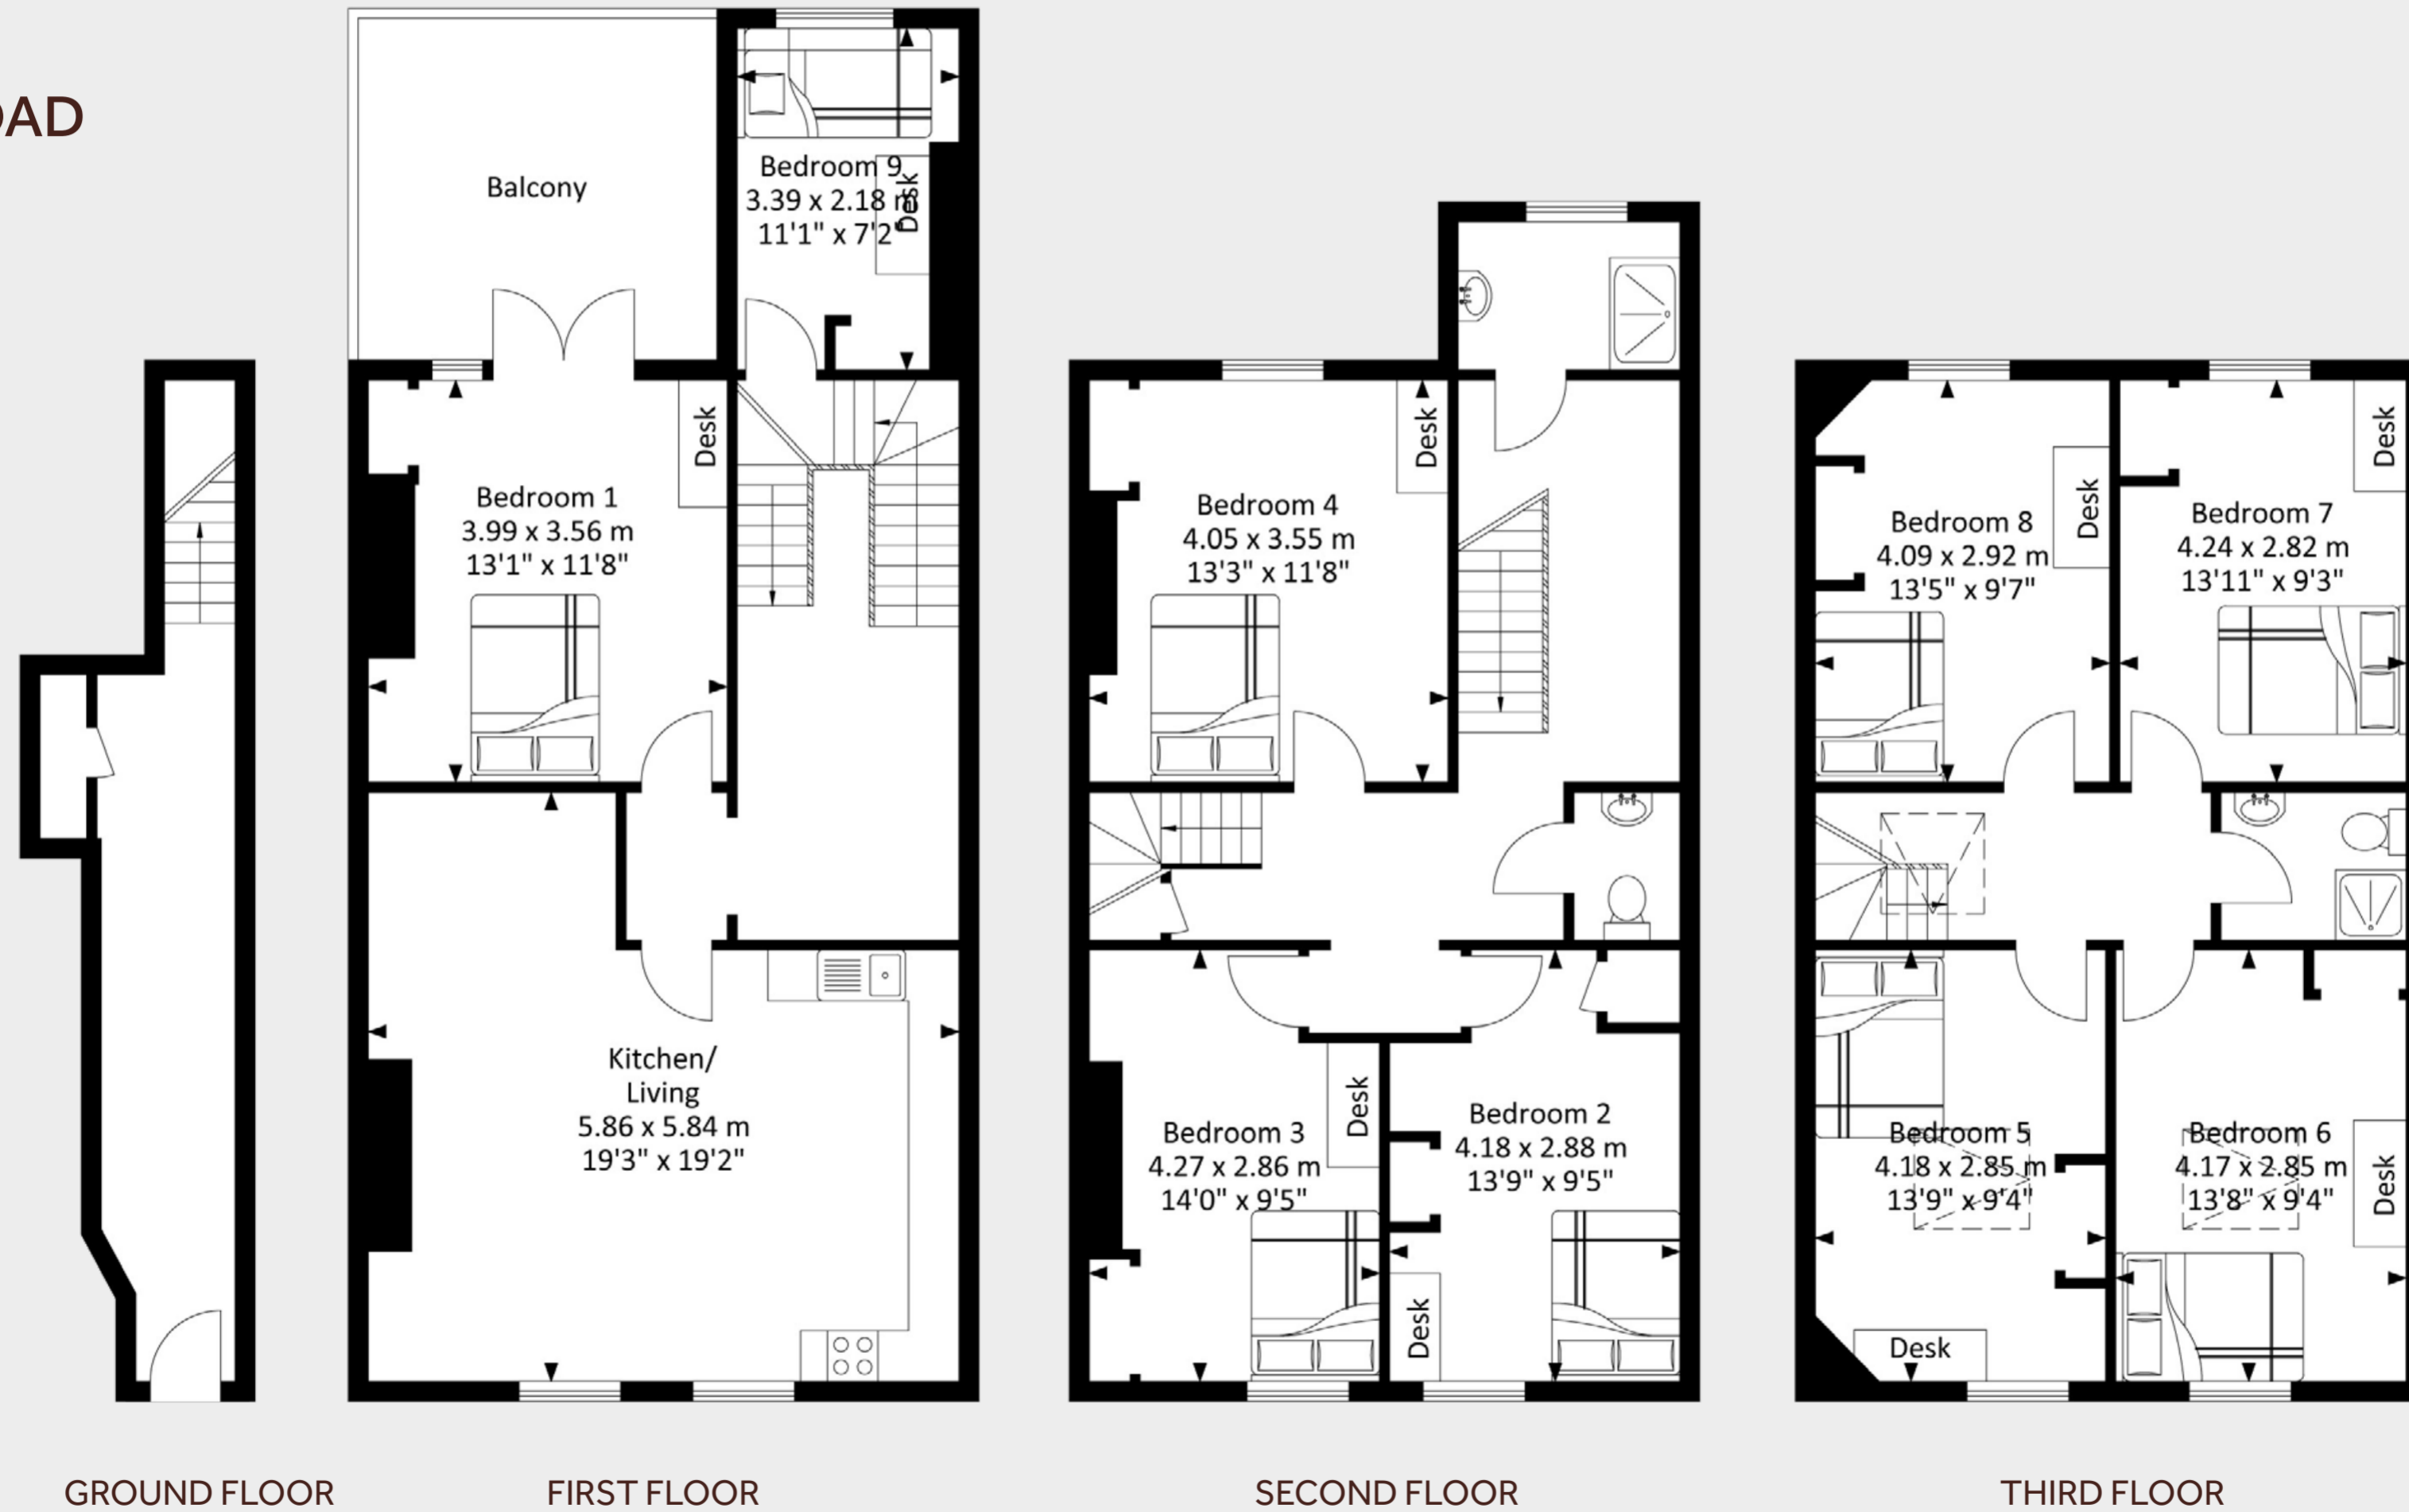 OAD
Balcony
Bedroom 9
3.39 x 2.18 m
11'1" x 7'2"
Desk
Bedroom 1
3.99 x 3.56 m
13'1" x 11'8"
Desk
Kitchen/
Living
5.86 x 5.84 m
19'3" x 19'2"
Bedroom 4
4.05 x 3.55 m
13'3" x 11'8"
Desk
Bedroom 3
4.27 x 2.86 m
14'0" x 9'5"
Desk
Bedroom 2
4.18 x 2.88 m
13'9" x 9'5"
Desk
Bedroom 8
4.09 x 2.92 m
13'5" x 9'7"
Desk
Bedroom 7
4.24 x 2.82 m
13'11" x 9'3"
Desk
Bedroom 5
4.18 x 2.85 m
13'9" x 9'4"
Desk
Bedroom 6
4.17 x 2.85 m
13'8" x 9'4"
Desk
GROUND FLOOR
FIRST FLOOR
SECOND FLOOR
THIRD FLOOR